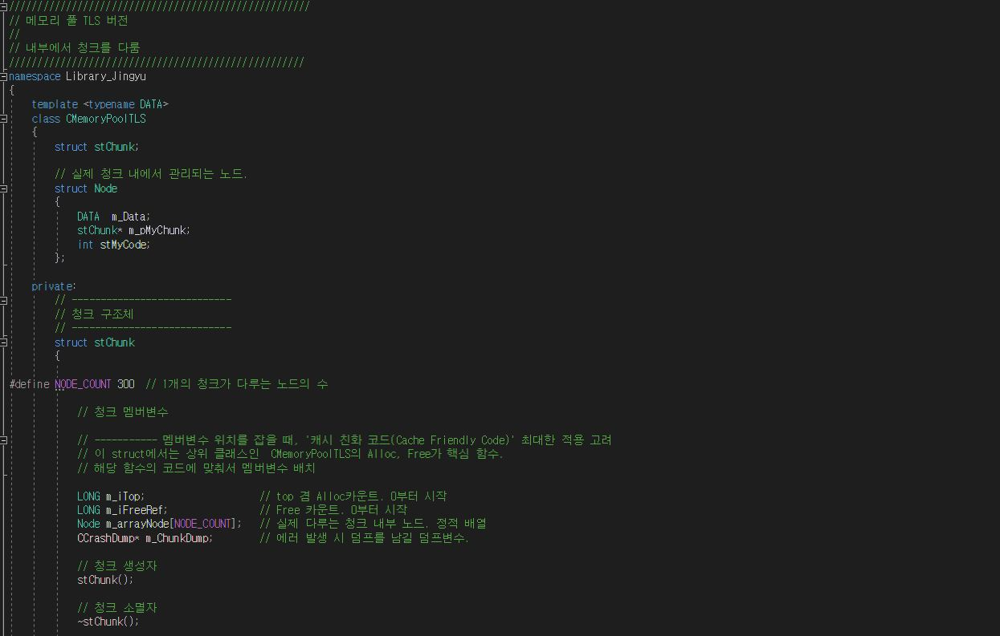 //////////////////////////////////////////////////////
// 메모리 풀 TLS 버전
//
// 내부에서 청크를 다룸
/////////////////////////////////////////////////////
namespace Library_Jingyu
{
template <typename DATA>
class CMemoryPoolTLS
{
struct stChunk;
// 실제 청크 내에서 관리되는 노드.
struct Node
{
DATA m_Data;
stChunk* m_pMyChunk;
int stMyCode;
};
private:
// ----------------------------
// 청크 구조체
// ----------------------------
struct stChunk
{
#define NODE_COUNT 300 // 1개의 청크가 다루는 노드의 수
// 청크 멤버변수
// ----------- 멤버변수 위치를 잡을 때, '캐시 친화 코드(Cache Friendly Code)' 최대한 적용 고려
// 이 struct에서는 상위 클래스인 CMemoryPoolTLS의 Alloc, Free가 핵심 함수.
// 해당 함수의 코드에 맞춰서 멤버변수 배치
LONG m_iTop; // top 겸 Alloc카운트. 0부터 시작
LONG m_iFreeRef; // Free 카운트. 0부터 시작
Node m_arrayNode[NODE_COUNT]; // 실제 다루는 청크 내부 노드. 정적 배열
CCrashDump* m_ChunkDump; // 에러 발생 시 덤프를 남길 덤프변수.
// 청크 생성자
stChunk();
// 청크 소멸자
~stChunk();